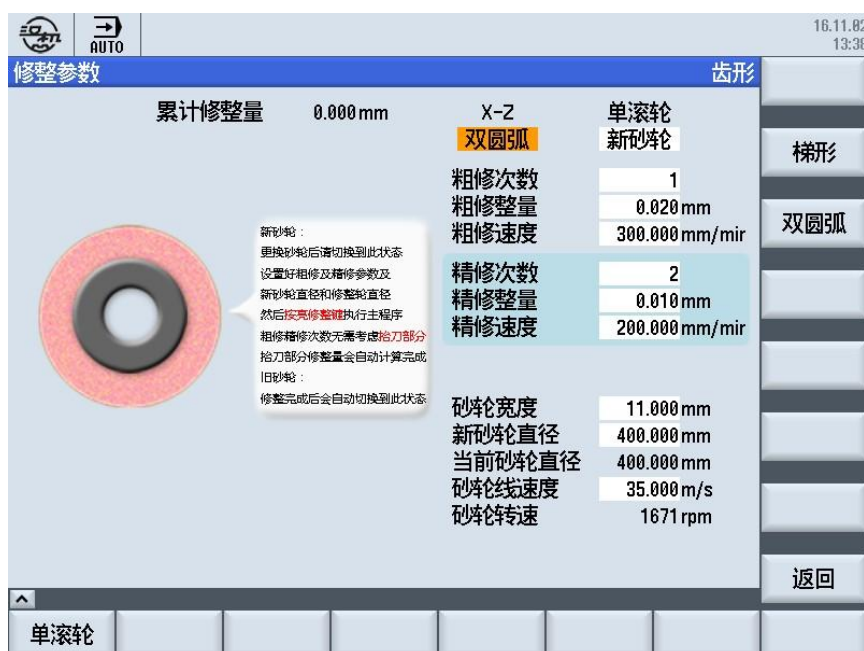 汉机
AUTO
16.11.02
13:38
修整参数
齿形
累计修整量 0.000mm
X-Z 单滚轮
双圆弧 新砂轮
粗修次数 1
粗修整量 0.020mm
粗修速度 300.000mm/mir
精修次数 2
精修整量 0.010mm
精修速度 200.000mm/mir
新砂轮：
更换砂轮后请切换到此状态
设置好粗修及精修参数及
新砂轮直径和修整轮直径
然后按亮修整键执行主程序
粗修精修次数无需考虑抬刀部分
抬刀部分修整量会自动计算完成
旧砂轮：
修整完成后会自动切换到此状态
砂轮宽度 11.000mm
新砂轮直径 400.000mm
当前砂轮直径 400.000mm
砂轮线速度 35.000m/s
砂轮转速 1671rpm
梯形
双圆弧
返回
单滚轮